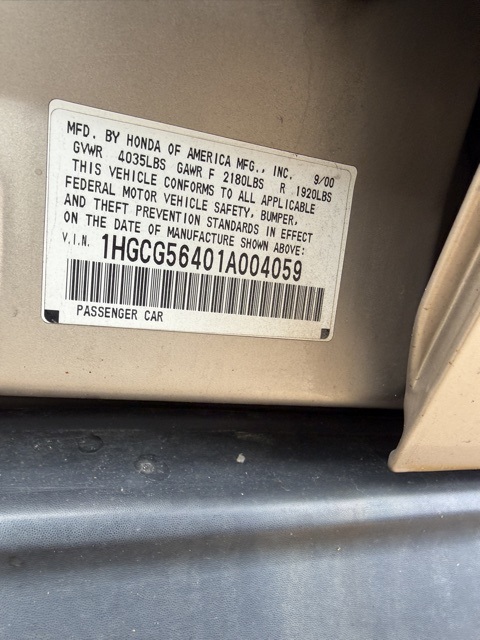 MFD. BY HONDA OF AMERICA MFG., INC. 9/00
GVWR 4035LBS GAWR F 2180LBS R 1920LBS
THIS VEHICLE CONFORMS TO ALL APPLICABLE
FEDERAL MOTOR VEHICLE SAFETY, BUMPER,
AND THEFT PREVENTION STANDARDS IN EFFECT
ON THE DATE OF MANUFACTURE SHOWN ABOVE:
V.I.N. 1HGCG56401A004059
PASSENGER CAR